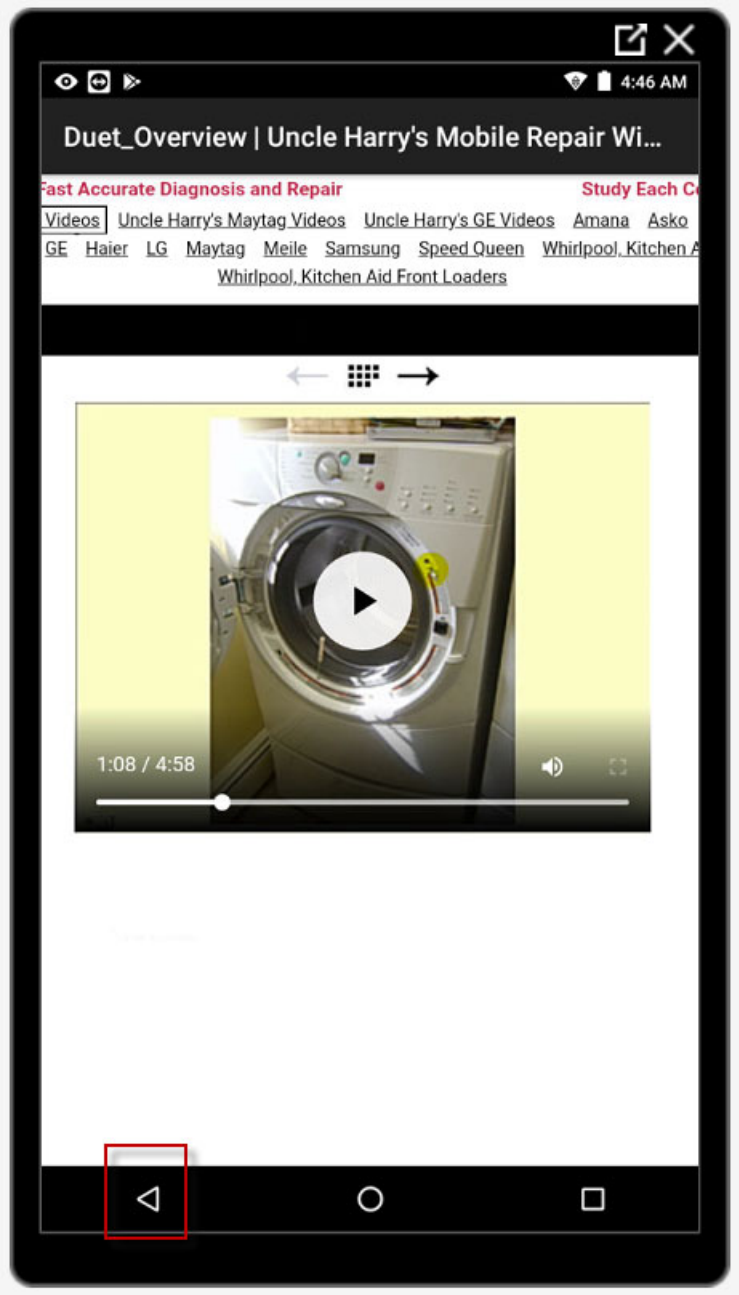 4:46 AM
Duet_Overview | Uncle Harry's Mobile Repair Wi...
Fast Accurate Diagnosis and Repair Study Each Co
Videos Uncle Harry's Maytag Videos Uncle Harry's GE Videos Amana Asko
GE Haier LG Maytag Meile Samsung Speed Queen Whirlpool, Kitchen A
Whirlpool, Kitchen Aid Front Loaders
1:08 / 4:58